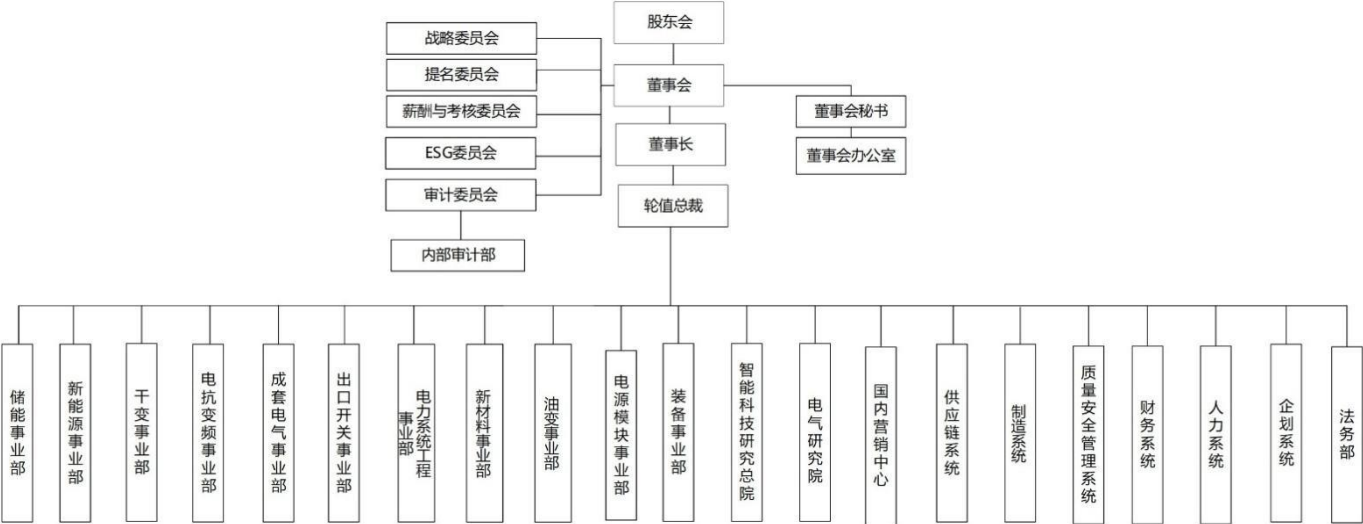 股东会
战略委员会
提名委员会
董事会
薪酬与考核委员会
董事会秘书
董事长
ESG委员会
董事会办公室
审计委员会
轮值总裁
内部审计部
储能事业部
新能源事业部
干变事业部
电抗变频事业部
成套电气事业部
出口开关事业部
电力系统工程
事业部
新材料事业部
油变事业部
电源模块事业部
装备事业部
智能科技研究总院
电气研究院
国内营销中心
供应链系统
制造系统
质量安全管理系统
财务系统
人力系统
企划系统
法务部